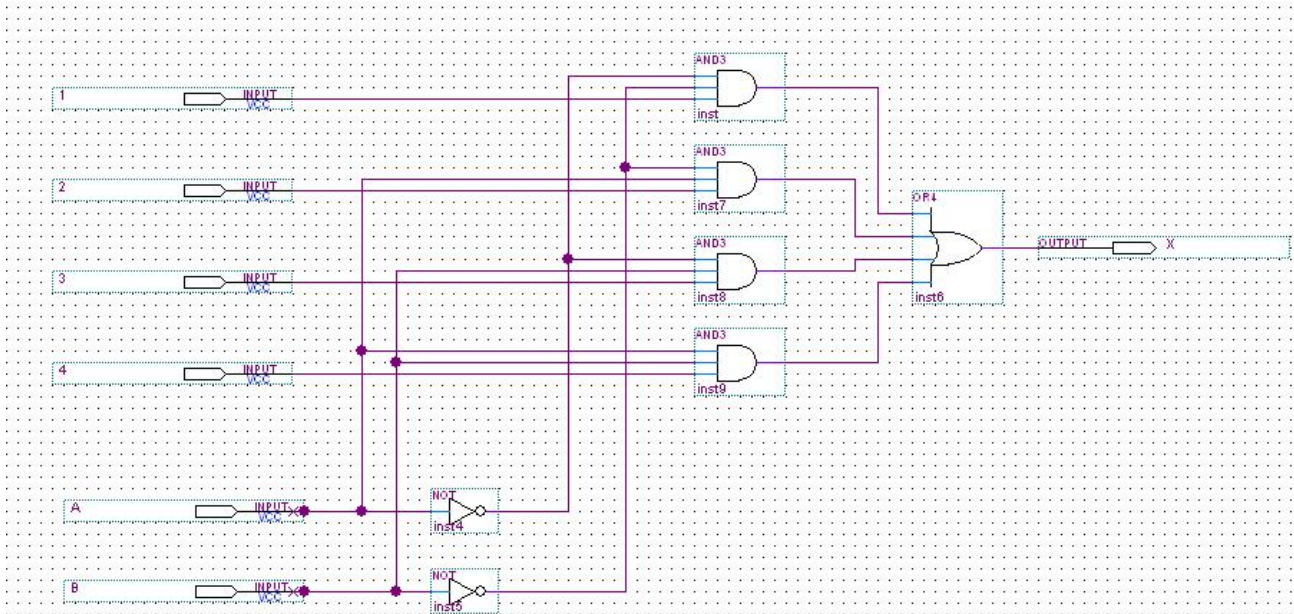 AND3
1
INPUT
VCC
inst
AND3
2
INPUT
VCC
inst7
OR4
AND3
OUTPUT
X
3
INPUT
VCC
inst8
inst6
AND3
4
INPUT
VCC
inst9
NOT
A
INPUT
VCC
inst4
NOT
B
INPUT
VCC
inst5